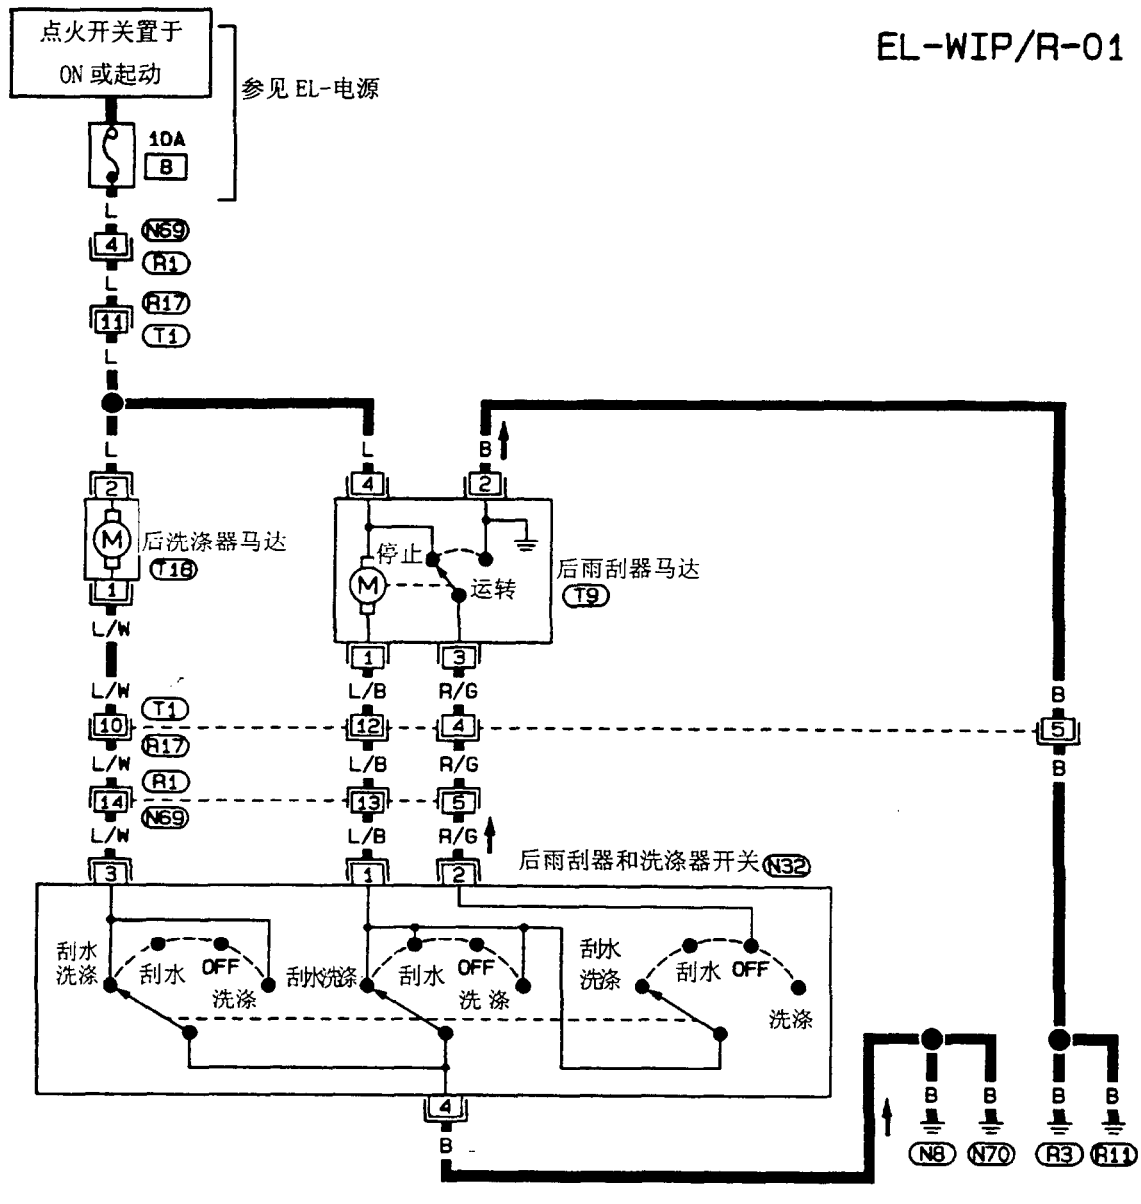 点火开关置于
ON 或起动
参见 EL-电源
EL-WIP/R-01
10A
B
L
4
N69
R1
L
R17
11
T1
L
L
L
B
2
4
2
M
后洗涤器马达
T18
停止
M
运转
后雨刮器马达
T9
1
1
3
L/W
L/W
L/B
R/G
B
T1
10
12
4
5
R17
L/W
L/B
R/G
B
R1
14
13
5
N69
L/W
L/B
R/G
3
1
2
后雨刮器和洗涤器开关
N32
刮水
洗涤
刮水
OFF
洗涤
刮水洗涤
刮水
OFF
洗涤
刮水
洗涤
刮水
OFF
洗涤
4
B
B
B
B
B
N8
N70
R3
R11